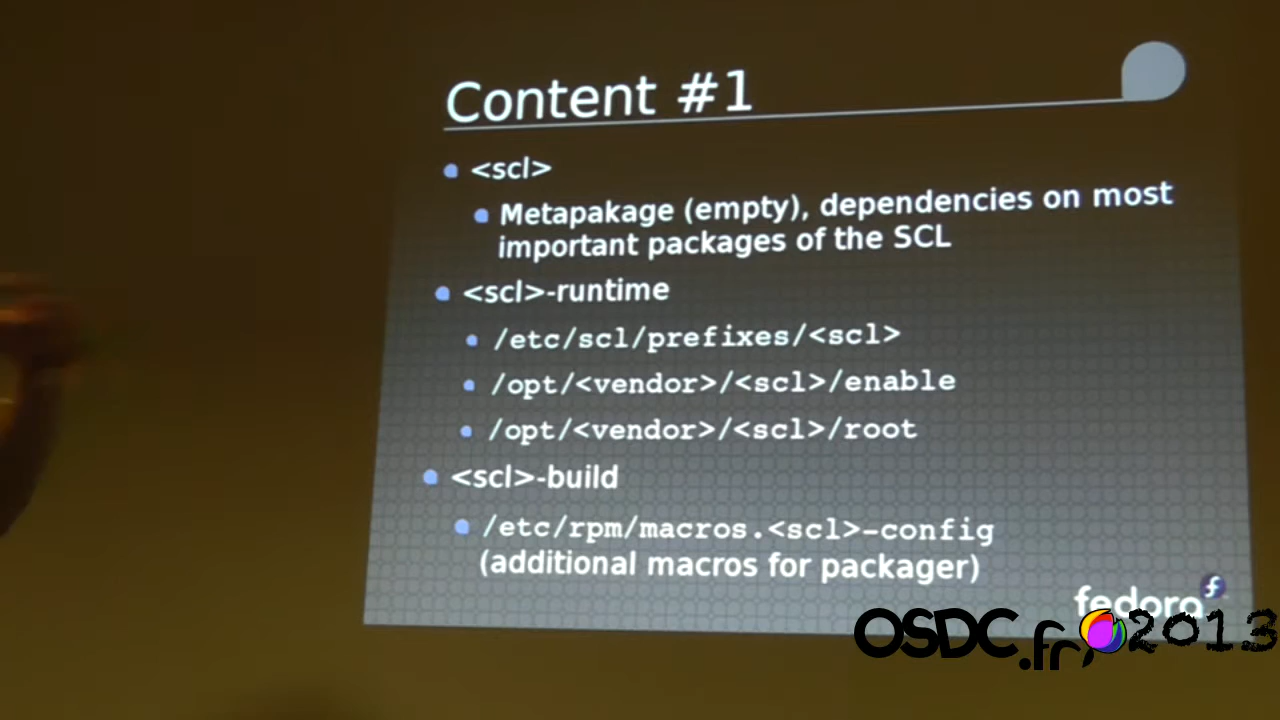 Content #1
<scl>
Metapakage (empty), dependencies on most
important packages of the SCL
<scl>-runtime
/etc/scl/prefixes/<scl>
/opt/<vendor>/<scl>/enable
/opt/<vendor>/<scl>/root
<scl>-build
/etc/rpm/macros.<scl>-config
(additional macros for packager)
fedora
OSDC.fr 2013